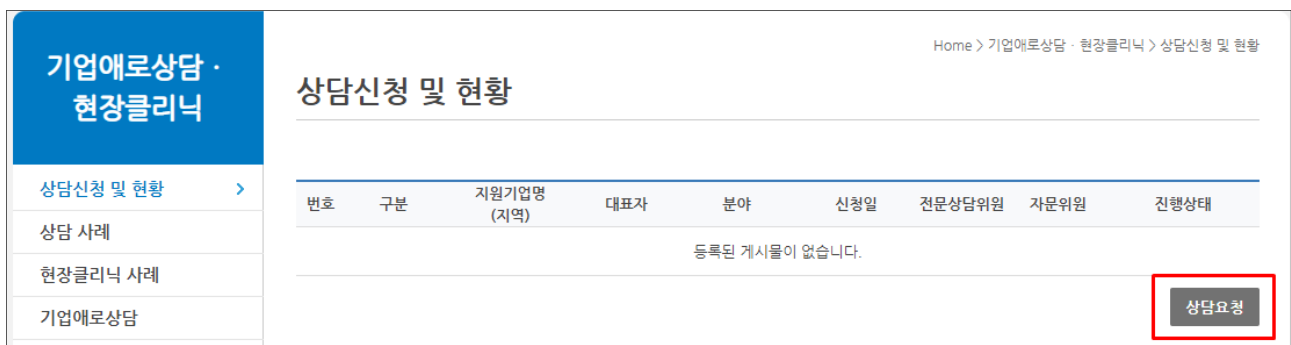 기업애로상담 ·
현장클리닉
Home > 기업애로상담 · 현장클리닉 > 상담신청 및 현황
상담신청 및 현황
상담신청 및 현황 >
상담 사례
현장클리닉 사례
기업애로상담
번호 구분 지원기업명 (지역) 대표자 분야 신청일 전문상담위원 자문위원 진행상태
등록된 게시물이 없습니다.
상담요청